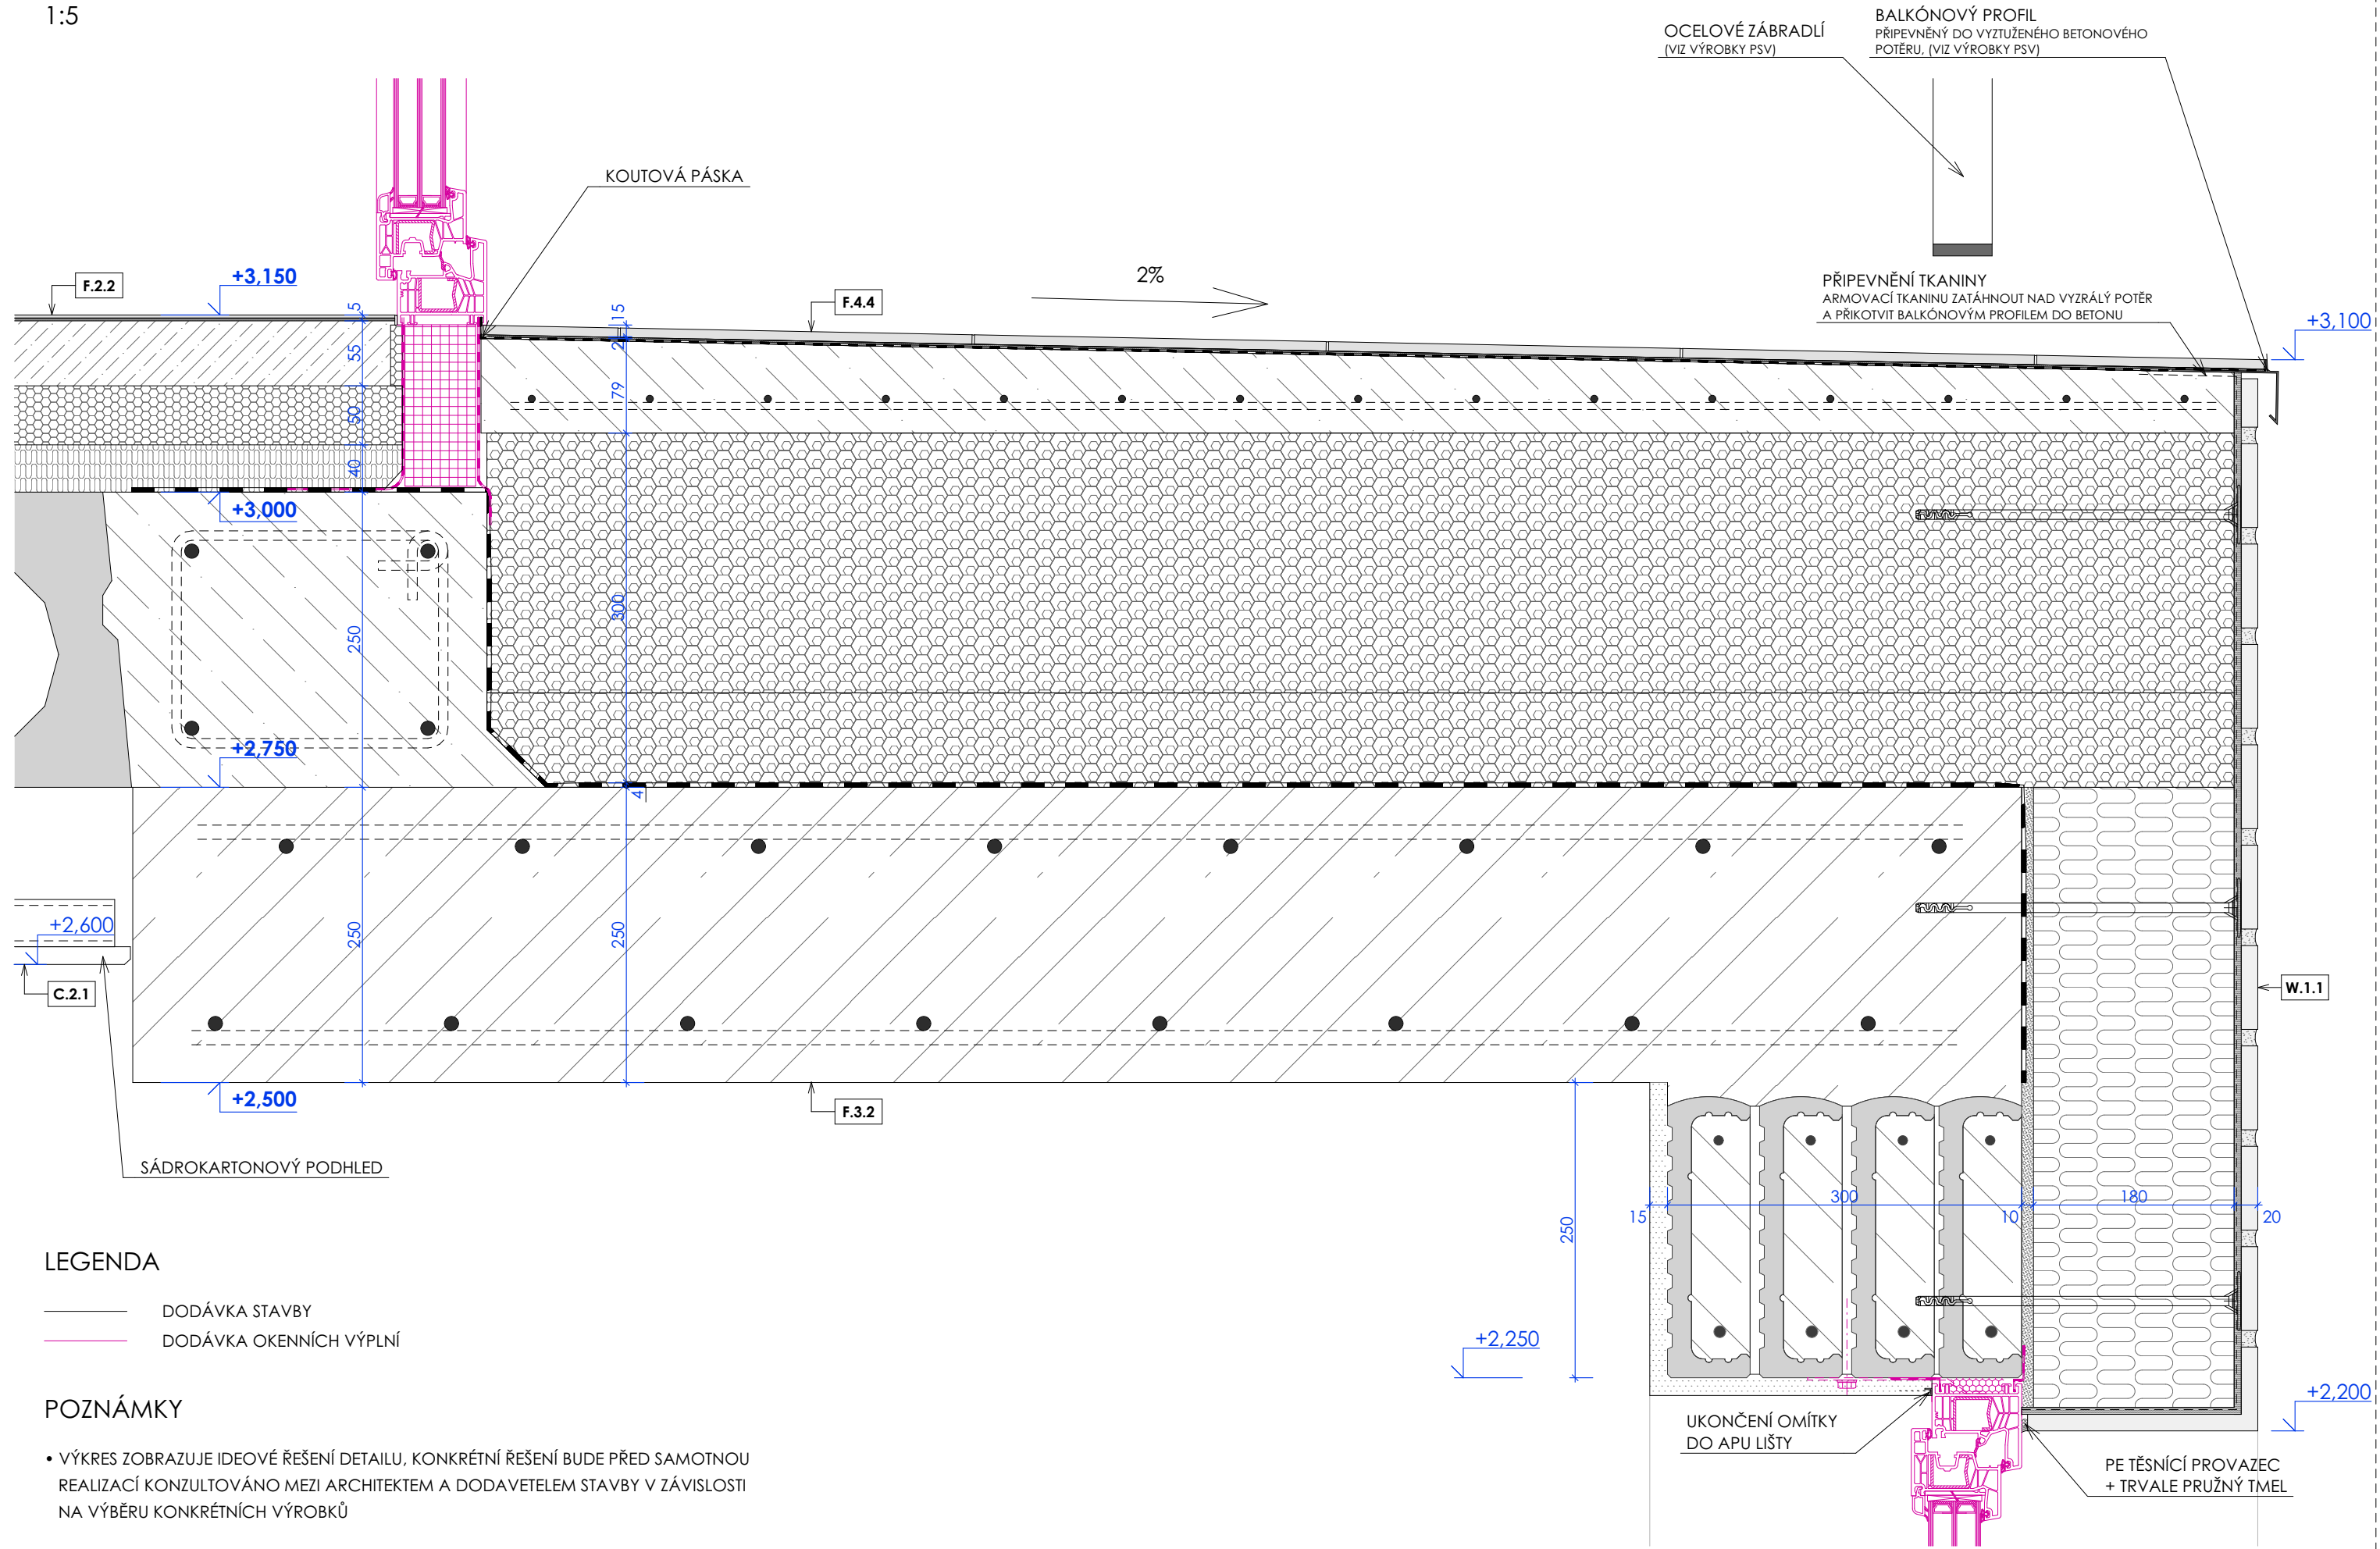 1:5
OCELOVÉ ZÁBRADLÍ
(VIZ VÝROBKY PSV)
BALKÓNOVÝ PROFIL
PŘIPEVNĚNÝ DO VYZTUŽENÉHO BETONOVÉHO
POTĚRU, (VIZ VÝROBKY PSV)
KOUTOVÁ PÁSKA
F.2.2
+3,150
F.4.4
2%
PŘIPEVNĚNÍ TKANINY
ARMOVACÍ TKANINU ZATÁHNOUT NAD VYZRÁLÝ POTĚR
A PŘIKOTVIT BALKÓNOVÝM PROFILEM DO BETONU
+3,100
5
55
50
40
250
250
15
2
79
300
4
250
+3,000
+2,750
+2,600
C.2.1
W.1.1
+2,500
F.3.2
SÁDROKARTONOVÝ PODHLED
15
300
10
180
20
250
+2,250
+2,200
UKONČENÍ OMÍTKY
DO APU LIŠTY
PE TĚSNÍCÍ PROVAZEC
+ TRVALE PRUŽNÝ TMEL
LEGENDA
DODÁVKA STAVBY
DODÁVKA OKENNÍCH VÝPLNÍ
POZNÁMKY
• VÝKRES ZOBRAZUJE IDEOVÉ ŘEŠENÍ DETAILU, KONKRÉTNÍ ŘEŠENÍ BUDE PŘED SAMOTNOU
REALIZACÍ KONZULTOVÁNO MEZI ARCHITEKTEM A DODAVETELEM STAVBY V ZÁVISLOSTI
NA VÝBĚRU KONKRÉTNÍCH VÝROBKŮ